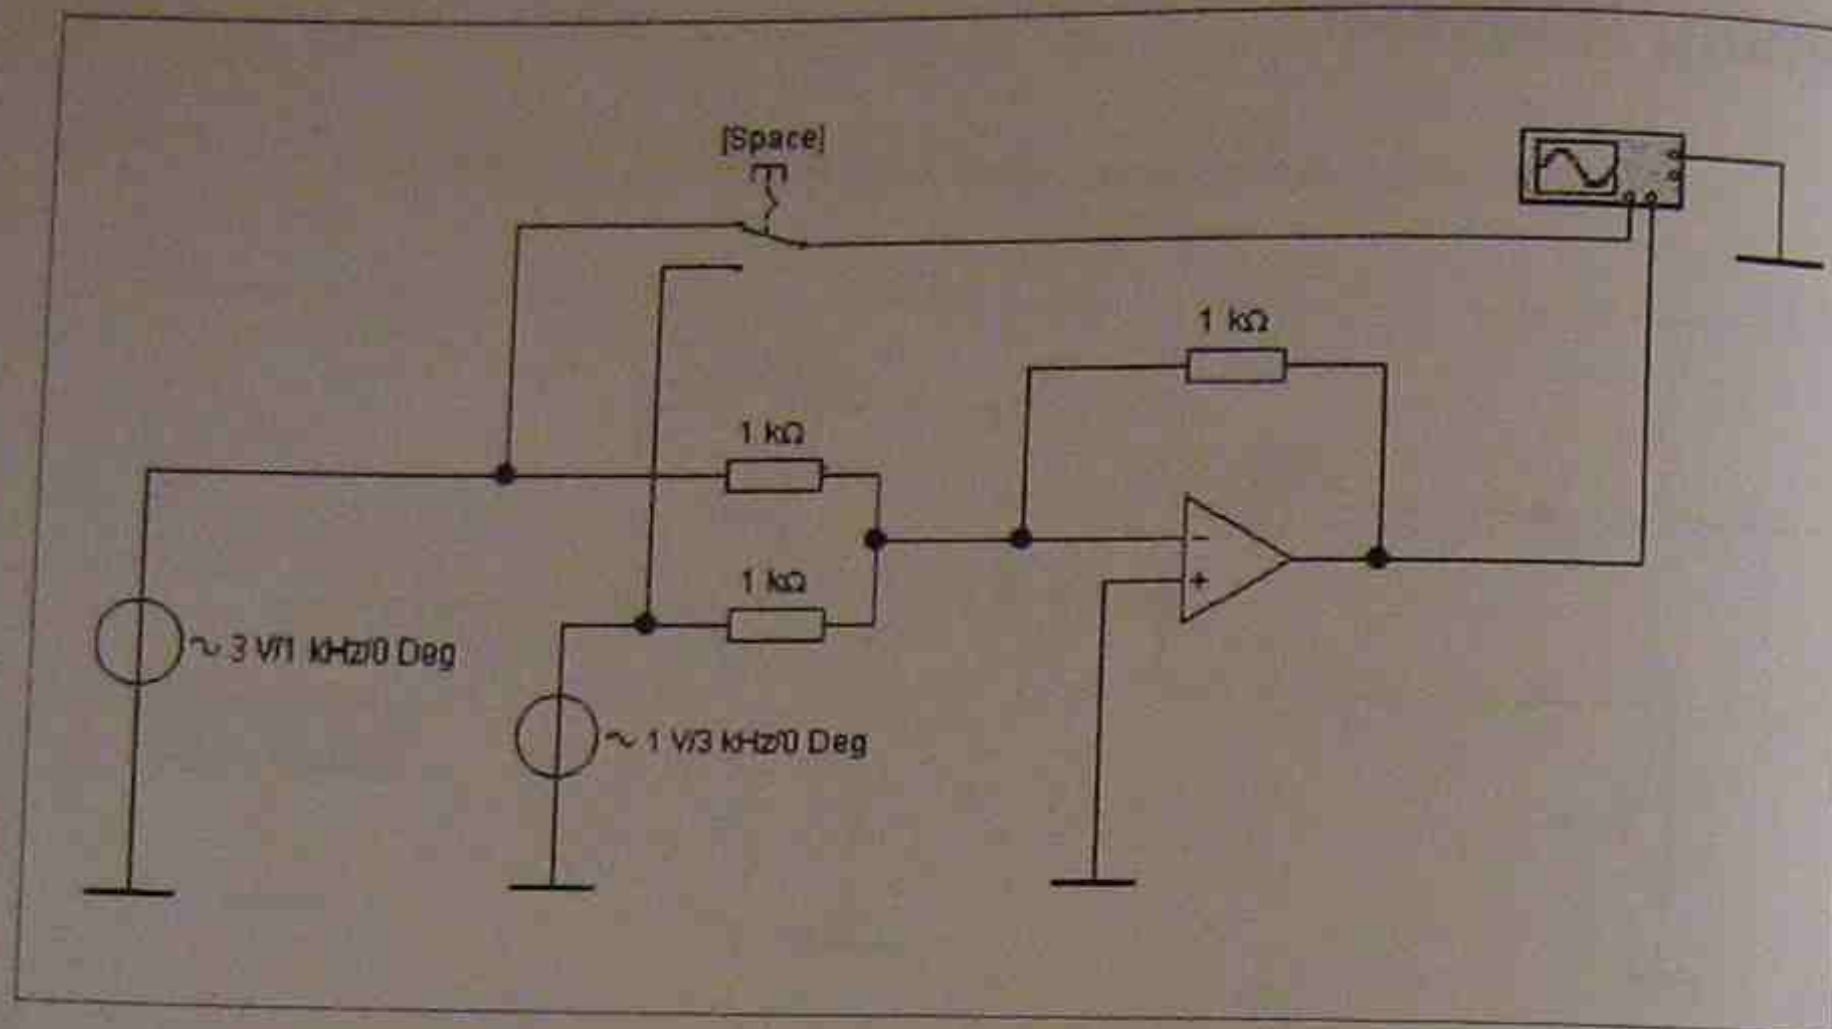 [Space]
1 kΩ
1 kΩ
1 kΩ
~ 3 V/1 kHz/0 Deg
~ 1 V/3 kHz/0 Deg
-
+